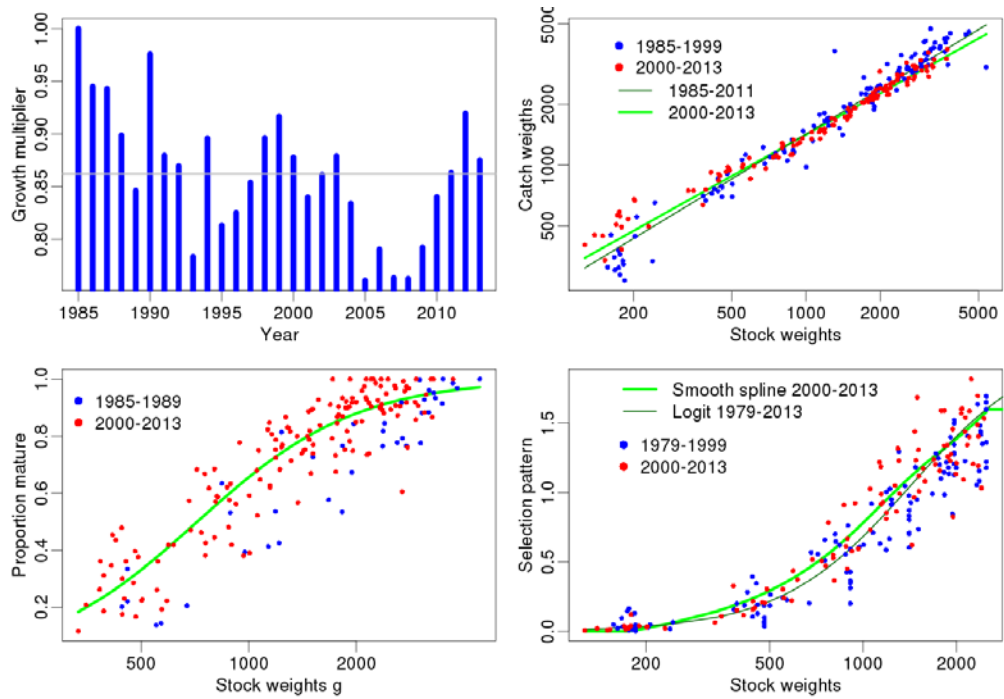 Growth multiplier
1.00
0.95
0.90
0.85
0.80
1985 1990 1995 2000 2005 2010
Year
Catch weigths
5000
2000
1000
500
1985-1999
2000-2013
1985-2011
2000-2013
200 500 1000 2000 5000
Stock weights
Proportion mature
1.0
0.8
0.6
0.4
0.2
1985-1989
2000-2013
500 1000 2000
Stock weights g
Selection pattern
1.5
1.0
0.5
0.0
Smooth spline 2000-2013
Logit 1979-2013
1979-1999
2000-2013
200 500 1000 2000
Stock weights